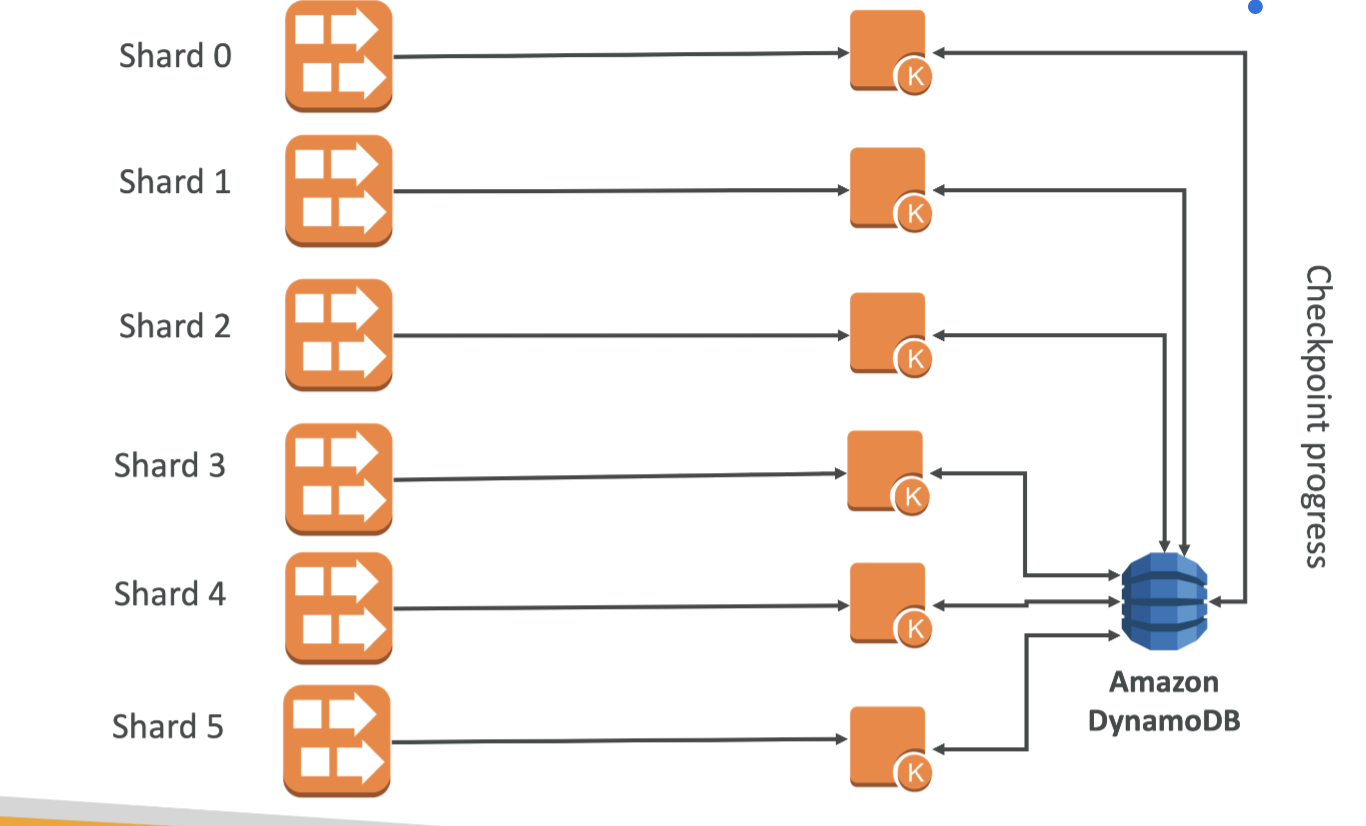 Shard 0
K
Shard 1
K
Shard 2
K
Shard 3
K
Shard 4
K
Shard 5
K
Checkpoint progress
Amazon
DynamoDB